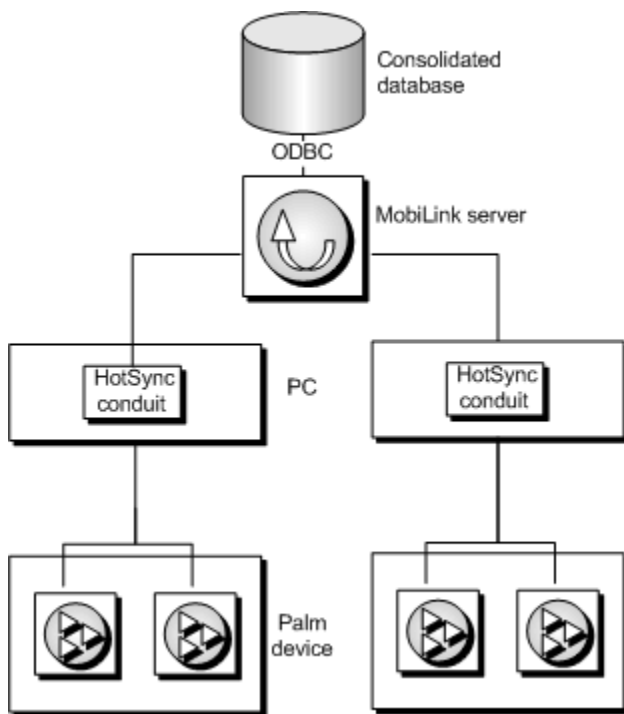 Consolidated
database
ODBC
MobiLink server
HotSync
conduit
PC
HotSync
conduit
Palm
device